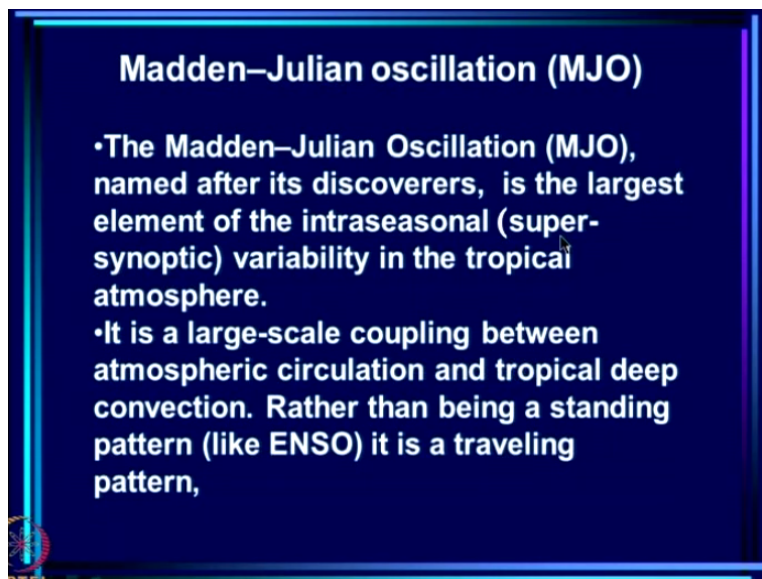 Madden–Julian oscillation (MJO)
•The Madden–Julian Oscillation (MJO),
named after its discoverers, is the largest
element of the intraseasonal (super-
synoptic) variability in the tropical
atmosphere.
•It is a large-scale coupling between
atmospheric circulation and tropical deep
convection. Rather than being a standing
pattern (like ENSO) it is a traveling
pattern,